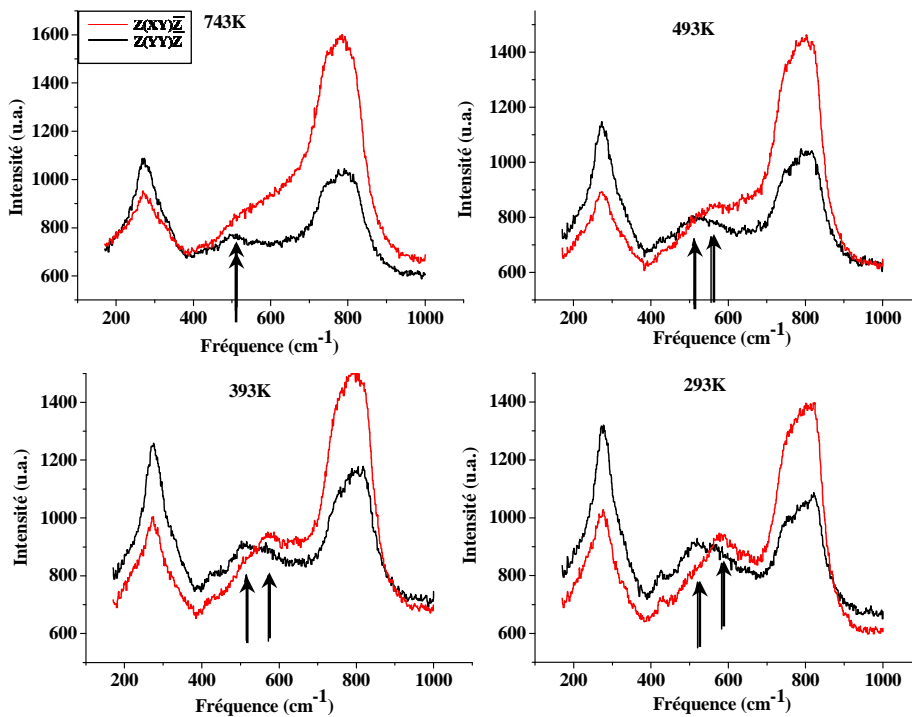 Z(XY)Z̅
Z(YY)Z̅
743K
Intensité (u.a.)
1600
1400
1200
1000
800
600
200 400 600 800 1000
Fréquence (cm⁻¹)
493K
Intensité (u.a.)
1400
1200
1000
800
600
200 400 600 800 1000
Fréquence (cm⁻¹)
393K
Intensité (u.a.)
1400
1200
1000
800
600
200 400 600 800 1000
Fréquence (cm⁻¹)
293K
Intensité (u.a.)
1400
1200
1000
800
600
200 400 600 800 1000
Fréquence (cm⁻¹)